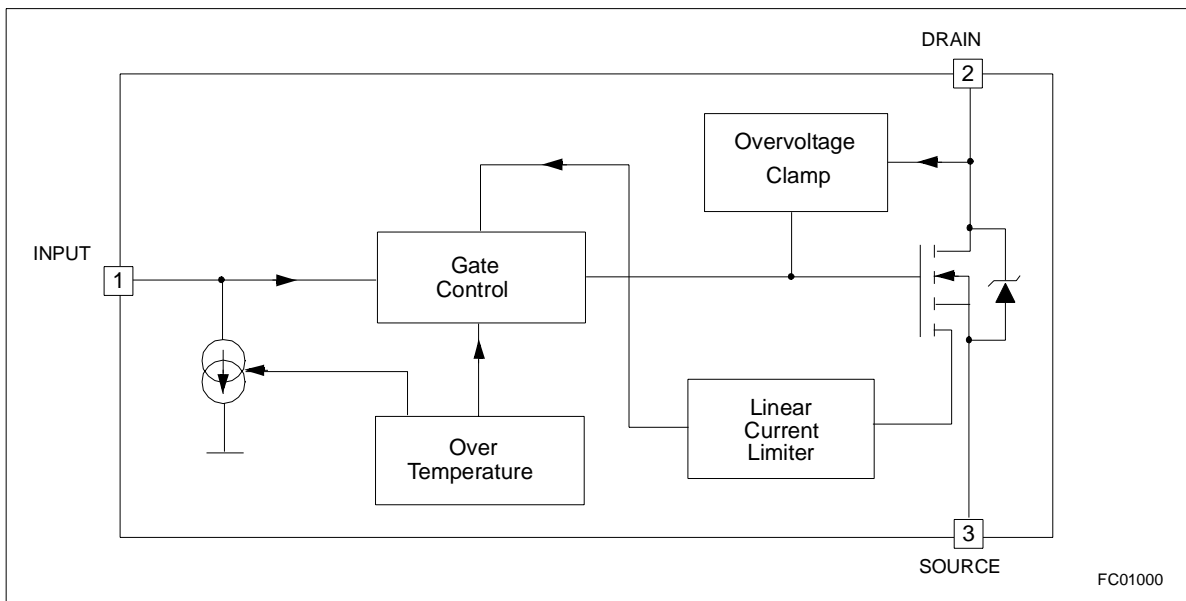 DRAIN
2
Overvoltage
Clamp
INPUT
1
Gate
Control
Linear
Current
Limiter
Over
Temperature
3
SOURCE
FC01000